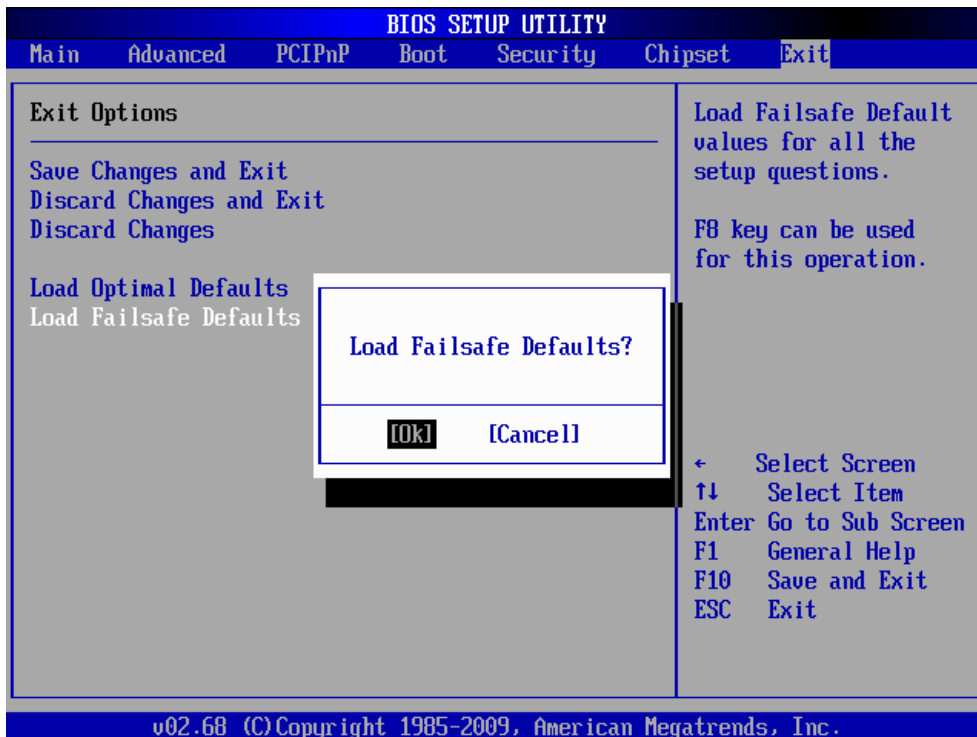 BIOS SETUP UTILITY
Main Advanced PCIPnP Boot Security Chipset Exit
Exit Options
Save Changes and Exit
Discard Changes and Exit
Discard Changes
Load Optimal Defaults
Load Failsafe Defaults
Load Failsafe Defaults?
[Ok] [Cancel]
Load Failsafe Default
values for all the
setup questions.
F8 key can be used
for this operation.
← Select Screen
↑↓ Select Item
Enter Go to Sub Screen
F1 General Help
F10 Save and Exit
ESC Exit
v02.68 (C)Copyright 1985-2009, American Megatrends, Inc.